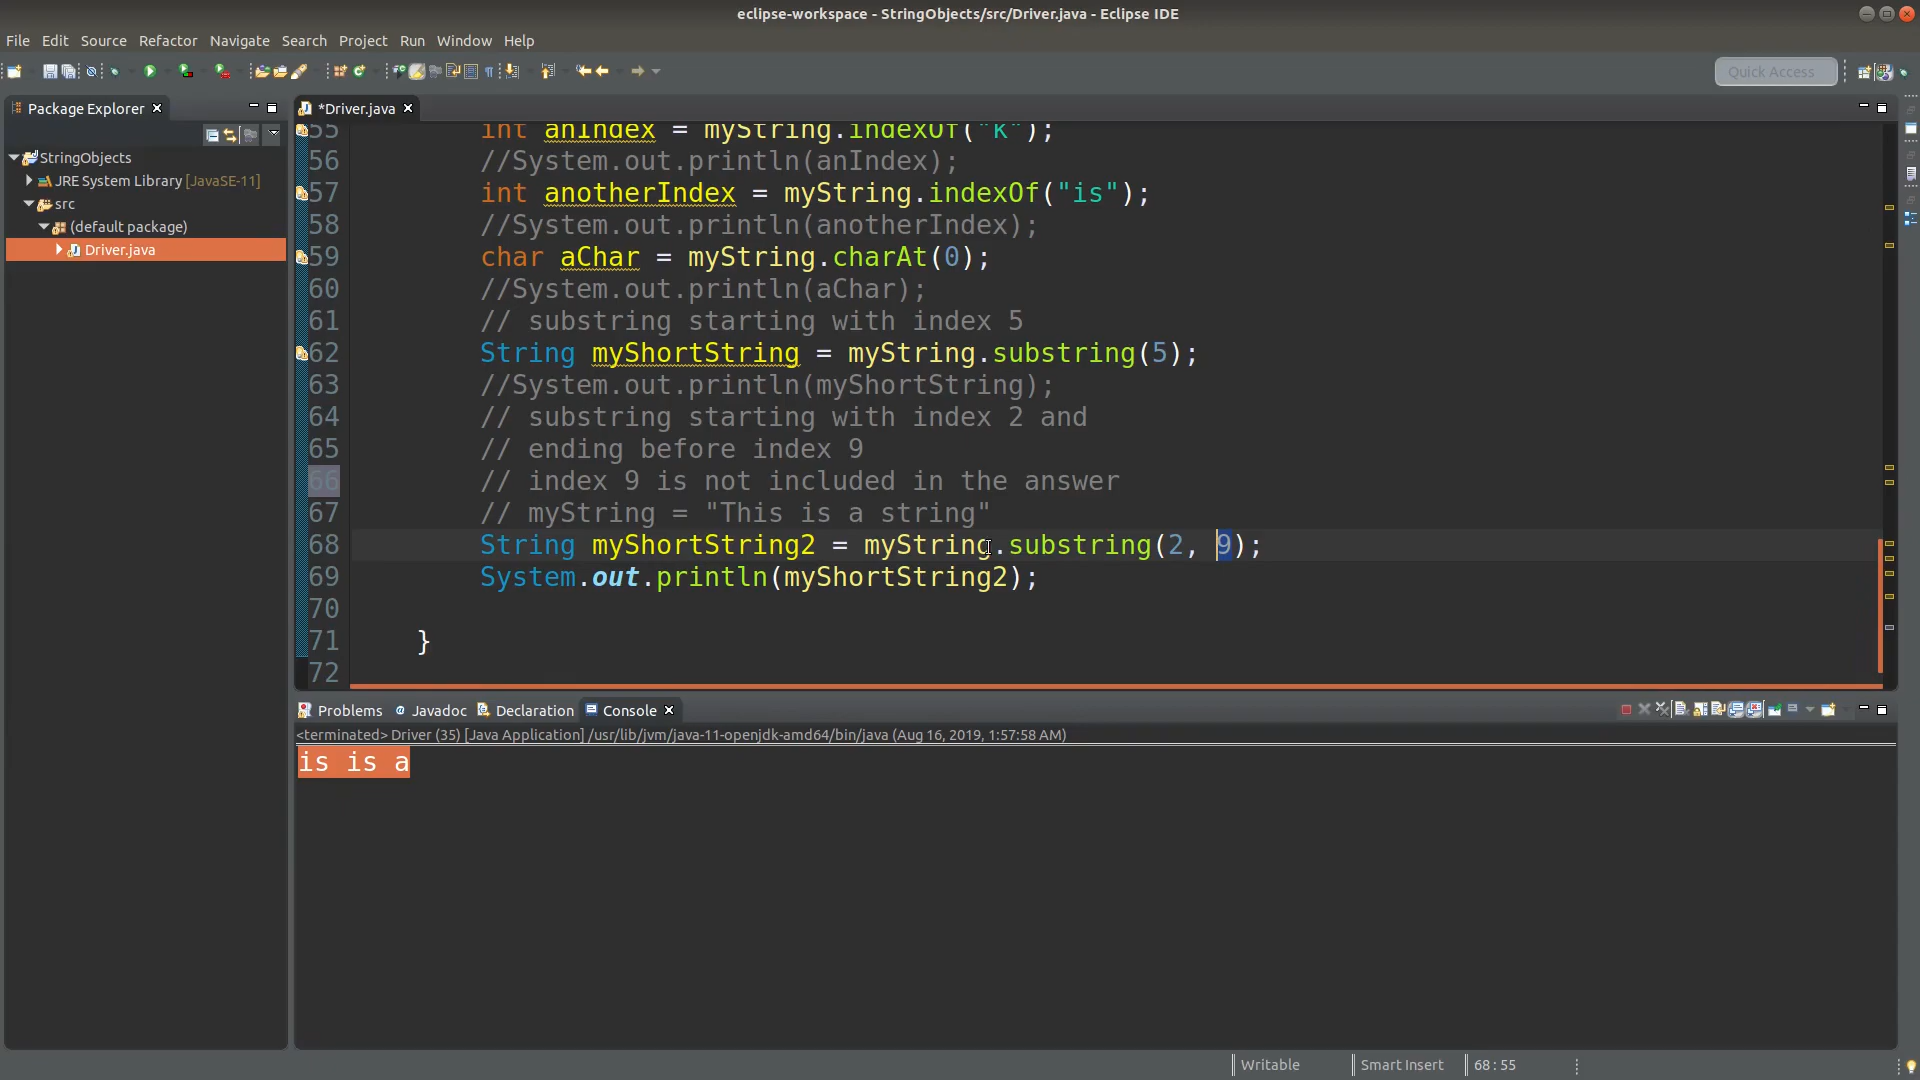 eclipse-workspace - StringObjects/src/Driver.java - Eclipse IDE
File Edit Source Refactor Navigate Search Project Run Window Help
Quick Access
Package Explorer
*Driver.java
StringObjects
JRE System Library [JavaSE-11]
src
(default package)
Driver.java
55 int anIndex = myString.indexOf("k");
56 //System.out.println(anIndex);
57 int anotherIndex = myString.indexOf("is");
58 //System.out.println(anotherIndex);
59 char aChar = myString.charAt(0);
60 //System.out.println(aChar);
61 // substring starting with index 5
62 String myShortString = myString.substring(5);
63 //System.out.println(myShortString);
64 // substring starting with index 2 and
65 // ending before index 9
66 // index 9 is not included in the answer
67 // myString = "This is a string"
68 String myShortString2 = myString.substring(2, 9);
69 System.out.println(myShortString2);
70
71 }
72
Problems Javadoc Declaration Console
<terminated> Driver (35) [Java Application] /usr/lib/jvm/java-11-openjdk-amd64/bin/java (Aug 16, 2019, 1:57:58 AM)
is is a
Writable Smart Insert 68 : 55